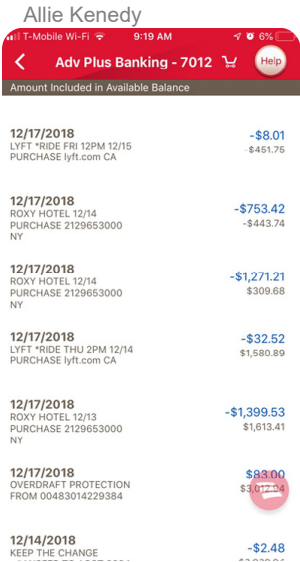 Allie Kenedy
T-Mobile Wi-Fi 9:19 AM 6%
Adv Plus Banking - 7012 Help
Amount Included in Available Balance
12/17/2018 -$8.01
LYFT *RIDE FRI 12PM 12/15 -$451.75
PURCHASE lyft.com CA
12/17/2018 -$753.42
ROXY HOTEL 12/14 -$443.74
PURCHASE 2129653000
NY
12/17/2018 -$1,271.21
ROXY HOTEL 12/14 $309.68
PURCHASE 2129653000
NY
12/17/2018 -$32.52
LYFT *RIDE THU 2PM 12/14 $1,580.89
PURCHASE lyft.com CA
12/17/2018 -$1,399.53
ROXY HOTEL 12/13 $1,613.41
PURCHASE 2129653000
NY
12/17/2018 $83.00
OVERDRAFT PROTECTION $3,012.94
FROM 00483014229384
12/14/2018 -$2.48
KEEP THE CHANGE